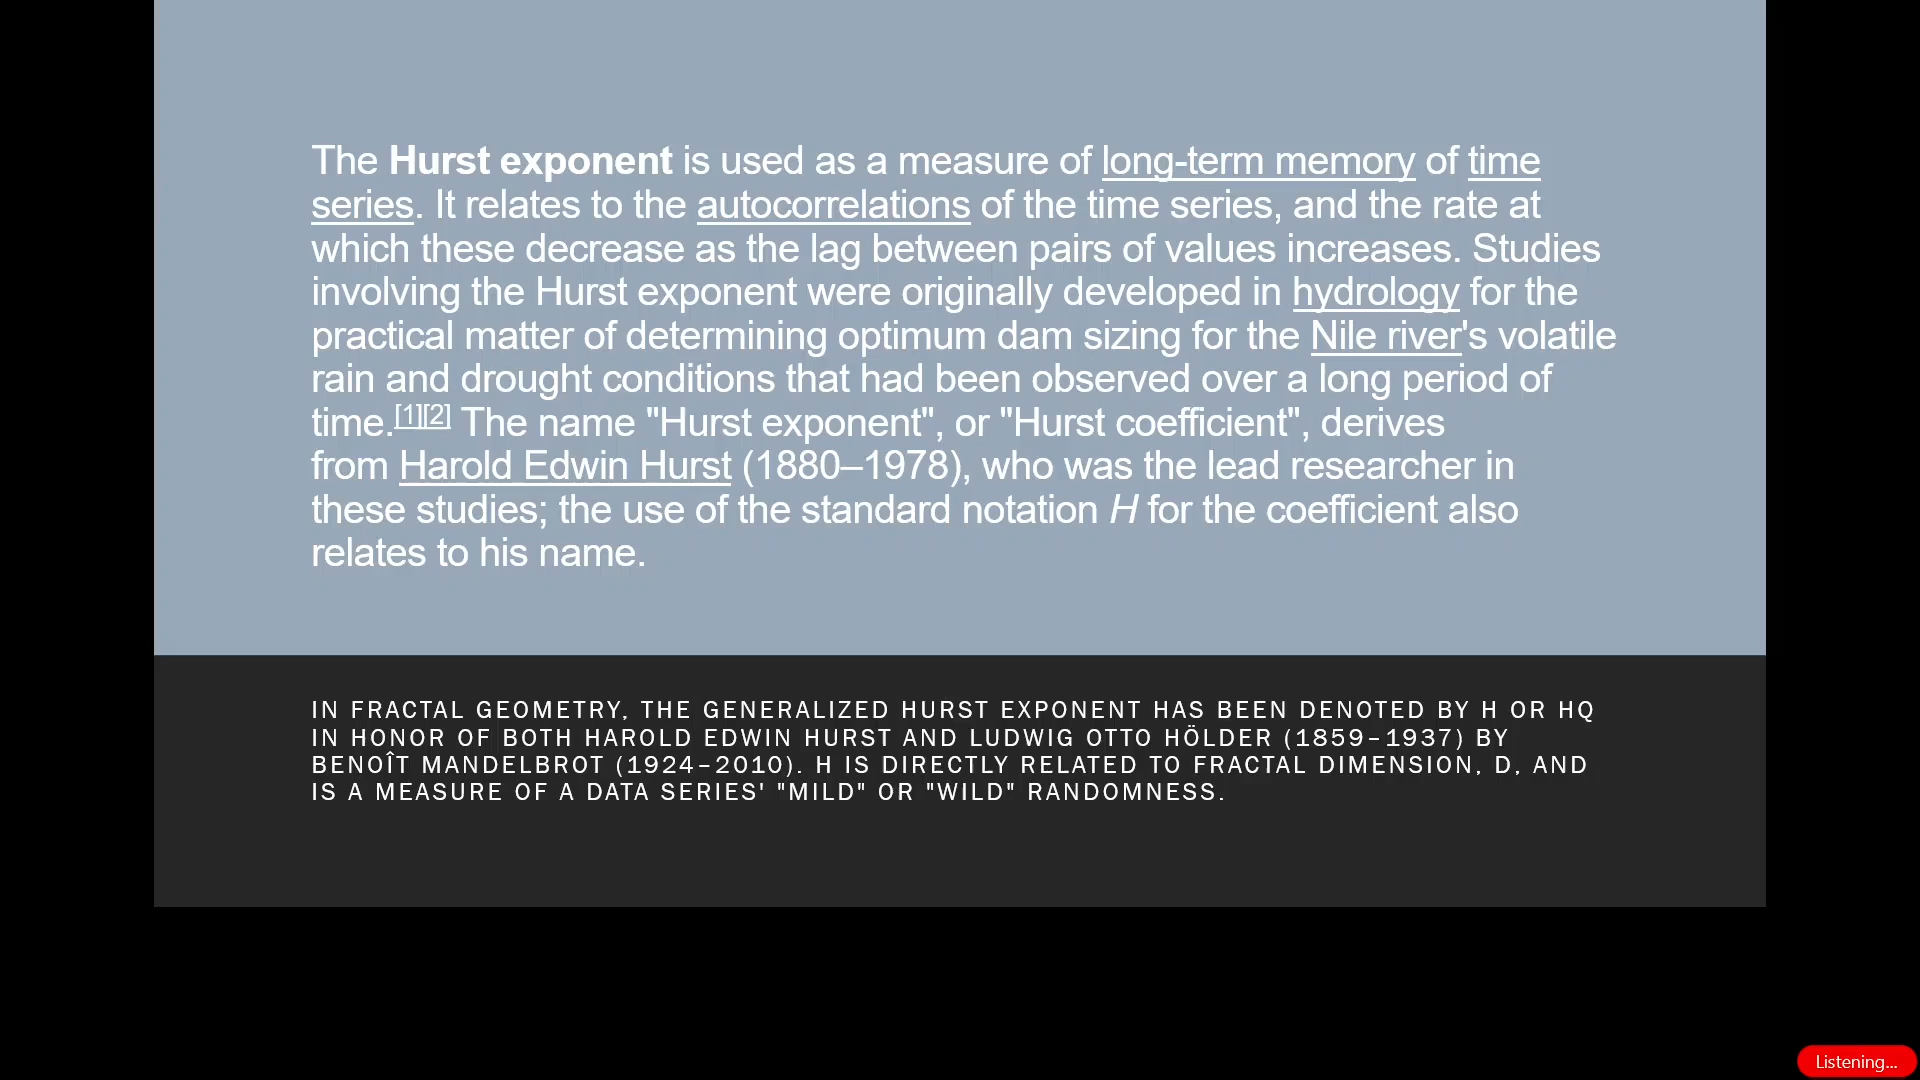 The Hurst exponent is used as a measure of long-term memory of time
series. It relates to the autocorrelations of the time series, and the rate at
which these decrease as the lag between pairs of values increases. Studies
involving the Hurst exponent were originally developed in hydrology for the
practical matter of determining optimum dam sizing for the Nile river's volatile
rain and drought conditions that had been observed over a long period of
time.[1][2] The name "Hurst exponent", or "Hurst coefficient", derives
from Harold Edwin Hurst (1880–1978), who was the lead researcher in
these studies; the use of the standard notation H for the coefficient also
relates to his name.
IN FRACTAL GEOMETRY, THE GENERALIZED HURST EXPONENT HAS BEEN DENOTED BY H OR HQ
IN HONOR OF BOTH HAROLD EDWIN HURST AND LUDWIG OTTO HÖLDER (1859–1937) BY
BENOÎT MANDELBROT (1924–2010). H IS DIRECTLY RELATED TO FRACTAL DIMENSION, D, AND
IS A MEASURE OF A DATA SERIES' "MILD" OR "WILD" RANDOMNESS.
Listening...